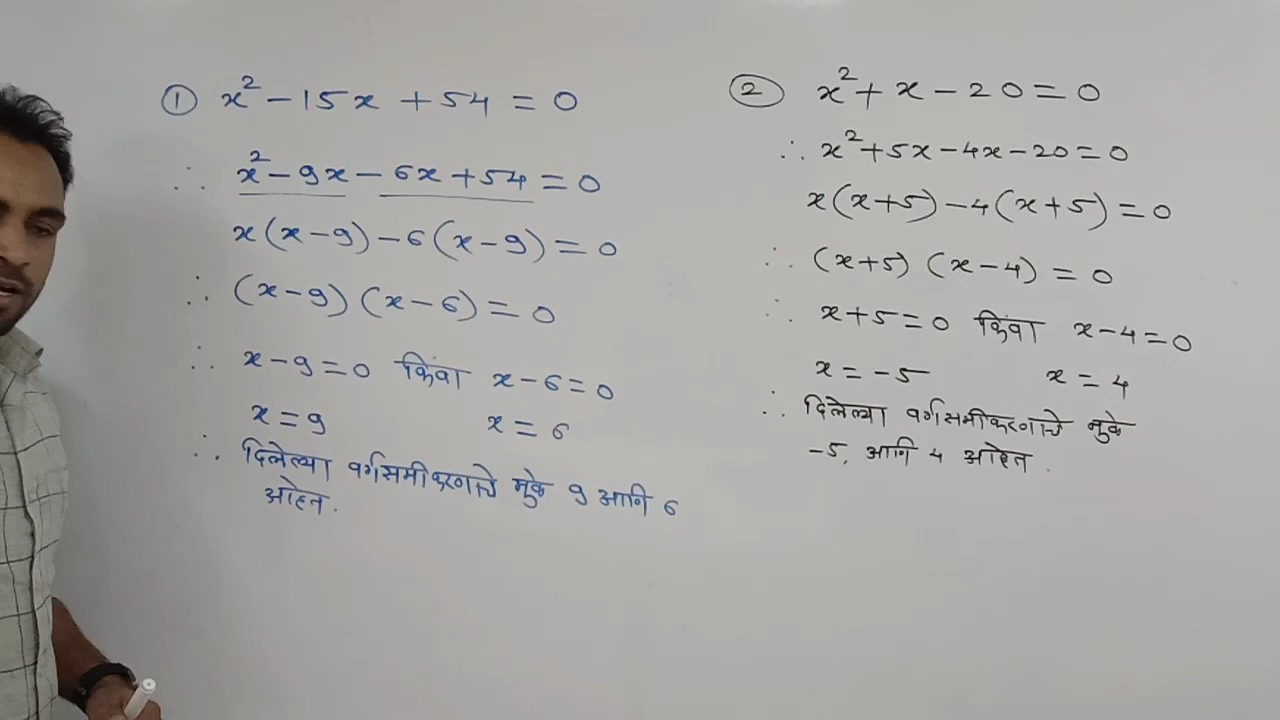 ① x² - 15x + 54 = 0
∴ x² - 9x - 6x + 54 = 0
x(x-9) - 6(x-9) = 0
∴ (x-9) (x-6) = 0
∴ x-9=0 किंवा x-6=0
x=9 x=6
∴ दिलेल्या वर्गसमीकरणाचे मुळे 9 आणि 6
आहेत.
② x² + x - 20 = 0
∴ x² + 5x - 4x - 20 = 0
x(x+5) - 4(x+5) = 0
∴ (x+5) (x-4) = 0
∴ x+5=0 किंवा x-4=0
x=-5 x=4
∴ दिलेल्या वर्गसमीकरणाचे मुळे
-5, आणि 4 आहेत.